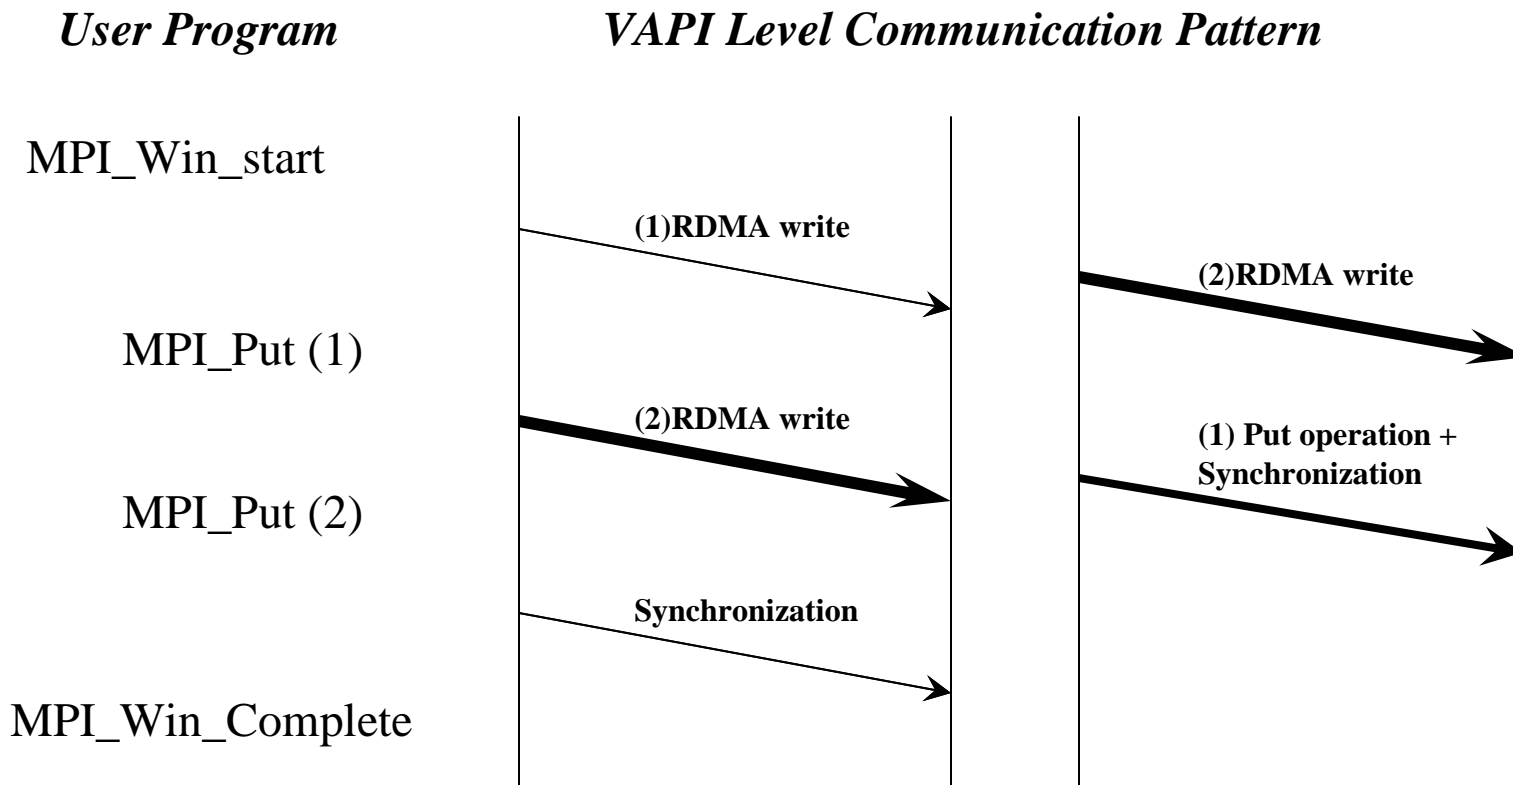 User Program
VAPI Level Communication Pattern
MPI_Win_start
(1)RDMA write
(2)RDMA write
MPI_Put (1)
(2)RDMA write
(1) Put operation +
Synchronization
MPI_Put (2)
Synchronization
MPI_Win_Complete